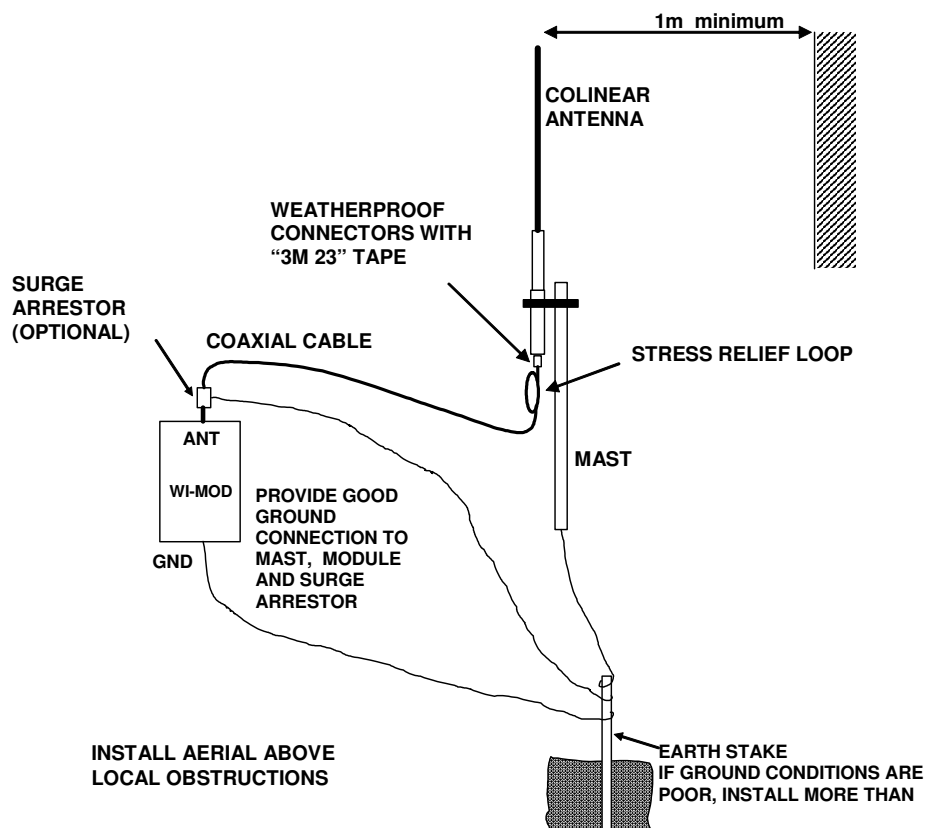 1m minimum
COLINEAR
ANTENNA
WEATHERPROOF
CONNECTORS WITH
“3M 23” TAPE
SURGE
ARRESTOR
(OPTIONAL)
COAXIAL CABLE
STRESS RELIEF LOOP
ANT
MAST
WI-MOD
PROVIDE GOOD
GROUND
CONNECTION TO
MAST, MODULE
AND SURGE
ARRESTOR
GND
INSTALL AERIAL ABOVE
LOCAL OBSTRUCTIONS
EARTH STAKE
IF GROUND CONDITIONS ARE
POOR, INSTALL MORE THAN